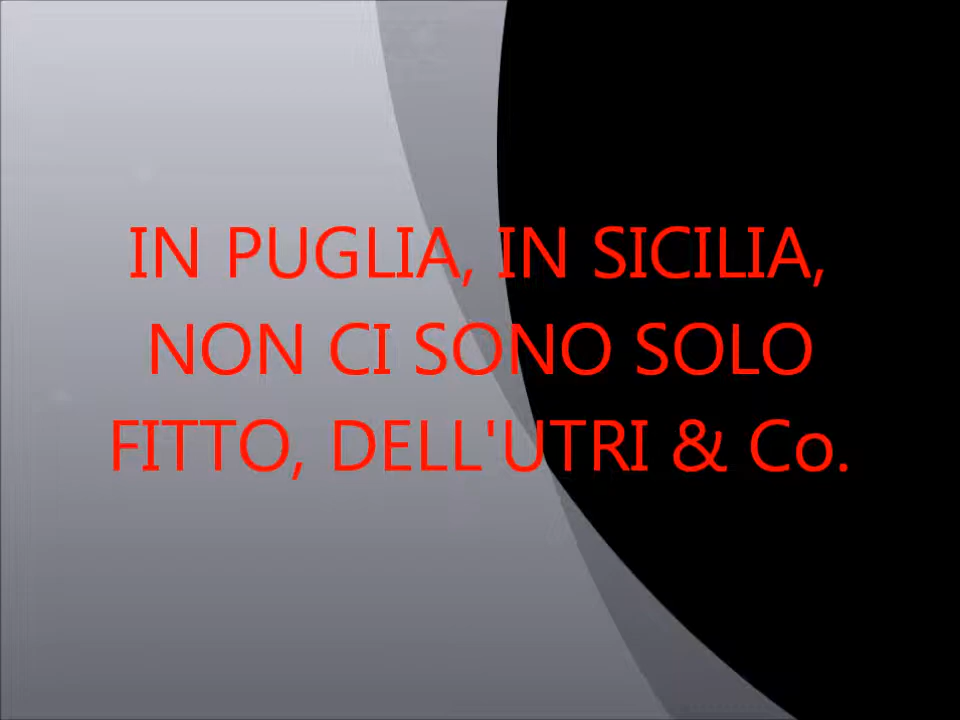 IN PUGLIA, IN SICILIA,
NON CI SONO SOLO
FITTO, DELL'UTRI & Co.